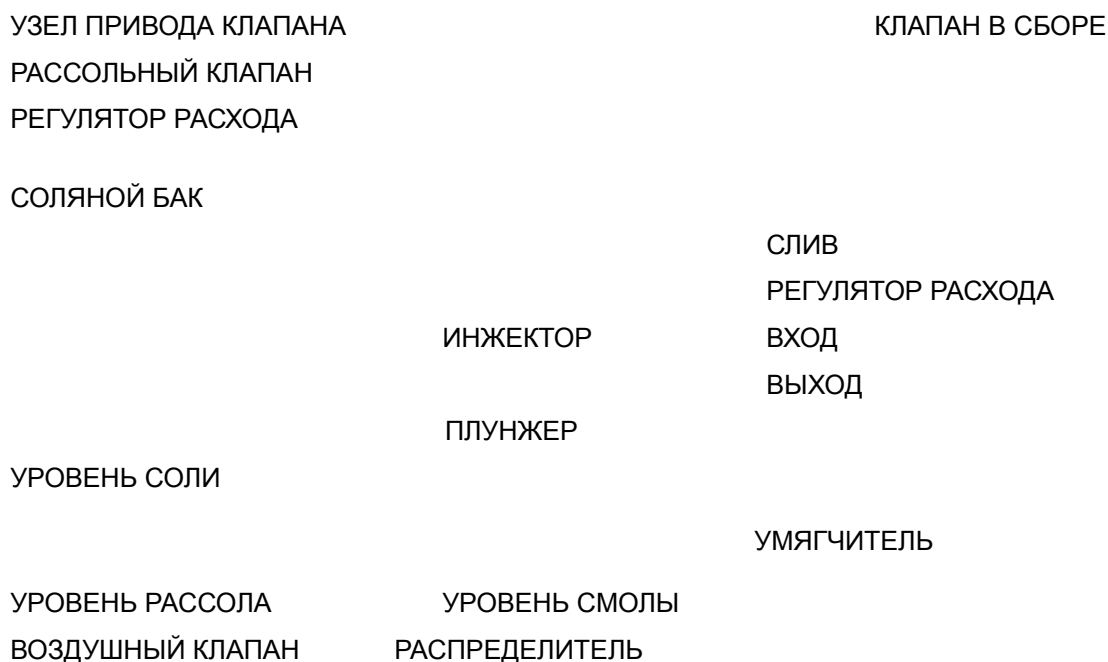 УЗЕЛ ПРИВОДА КЛАПАНА КЛАПАН В СБОРЕ
РАССОЛЬНЫЙ КЛАПАН
РЕГУЛЯТОР РАСХОДА
СОЛЯНОЙ БАК
СЛИВ
РЕГУЛЯТОР РАСХОДА
ИНЖЕКТОР ВХОД
ВЫХОД
ПЛУНЖЕР
УРОВЕНЬ СОЛИ
УМЯГЧИТЕЛЬ
УРОВЕНЬ РАССОЛА УРОВЕНЬ СМОЛЫ
ВОЗДУШНЫЙ КЛАПАН РАСПРЕДЕЛИТЕЛЬ